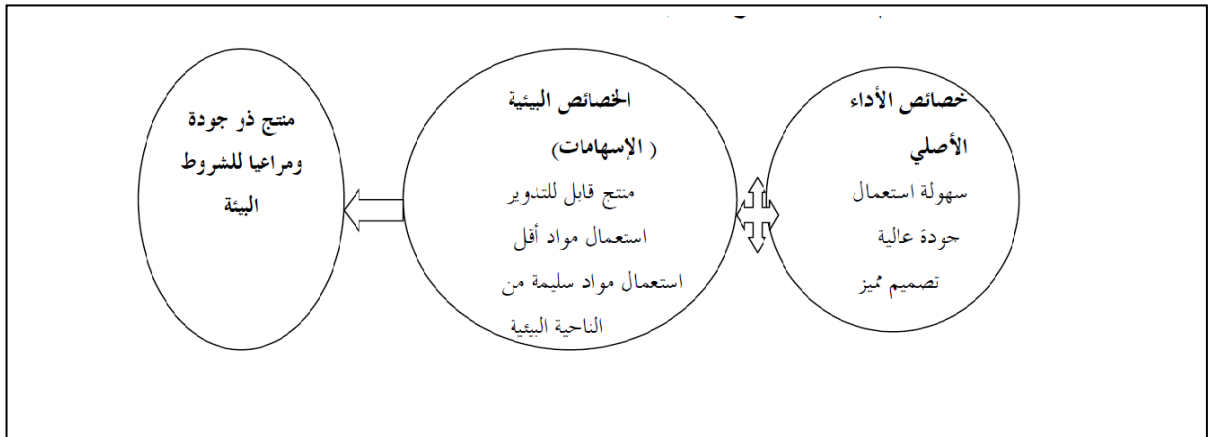 خصائص الأداء
الأصلي
سهولة استعمال
جودة عالية
تصميم مميز
الخصائص البيئية
( الإسهامات)
منتج قابل للتدوير
استعمال مواد أقل
استعمال مواد سليمة من
الناحية البيئية
منتج ذو جودة
ومراعيا للشروط
البيئة